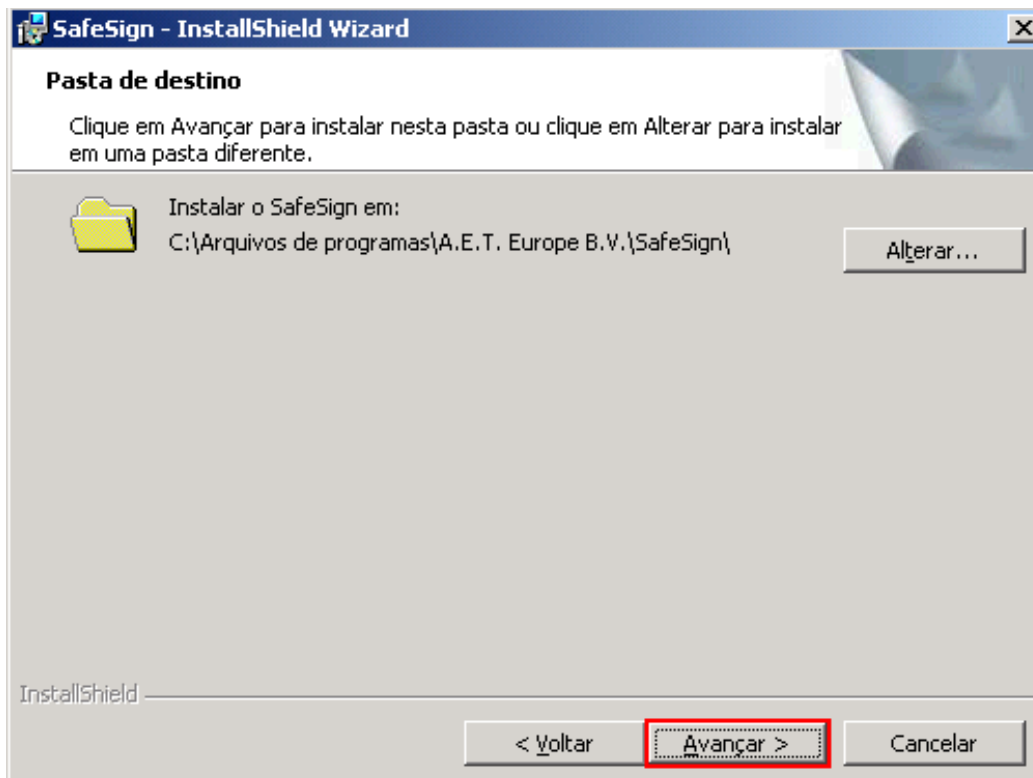 SafeSign - InstallShield Wizard
Pasta de destino
Clique em Avançar para instalar nesta pasta ou clique em Alterar para instalar
em uma pasta diferente.
Instalar o SafeSign em:
C:\Arquivos de programas\A.E.T. Europe B.V.\SafeSign\
Alterar...
InstallShield
< Voltar
Avançar >
Cancelar